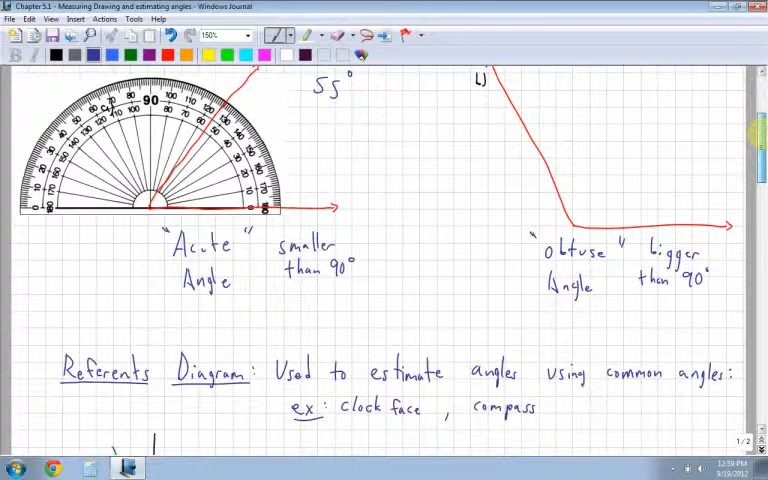 Chapter 5.1 - Measuring Drawing and estimating angles - Windows Journal
File Edit View Insert Actions Tools Help
150%
B I
55°
b)
90
"Acute" smaller
Angle than 90°
"Obtuse" bigger
Angle than 90°
Referents Diagram: Used to estimate angles using common angles:
ex: clock face, compass
1 / 2
12:59 PM
9/19/2012